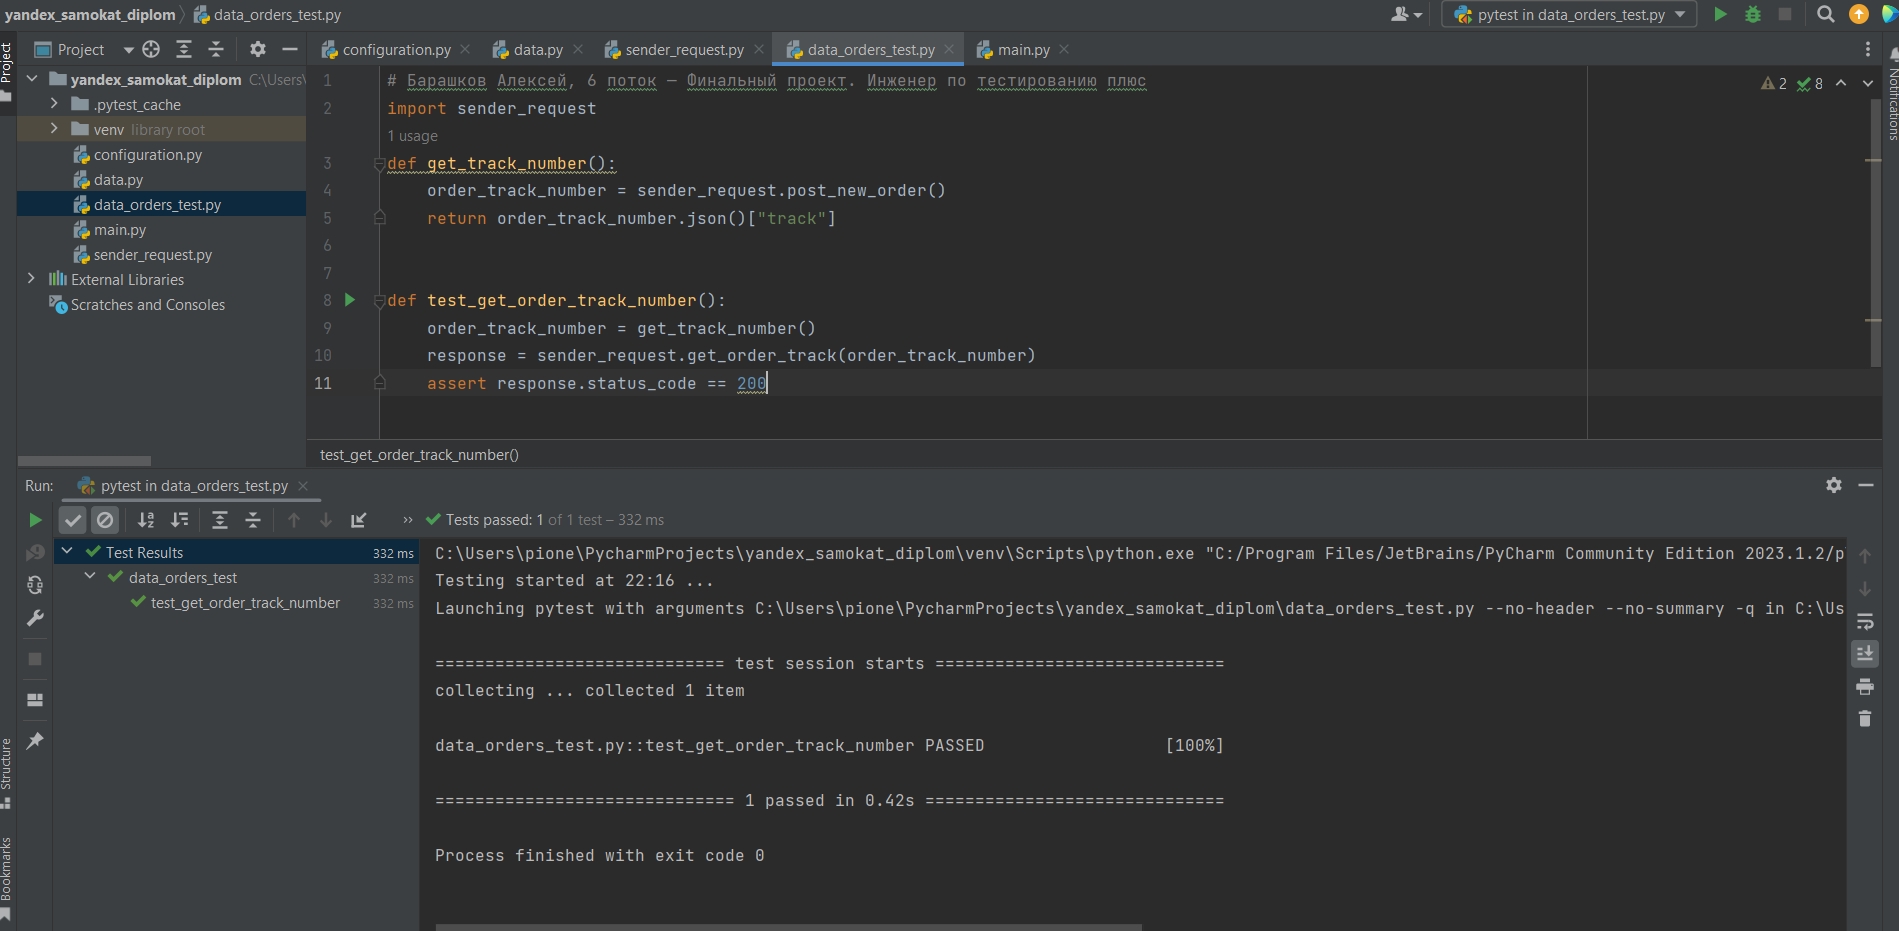 yandex_samokat_diplom data_orders_test.py pytest in data_orders_test.py
Project C:\Users\
Project configuration.py data.py sender_request.py data_orders_test.py main.py
yandex_samokat_diplom
.pytest_cache
venv library root
configuration.py
data.py
data_orders_test.py
main.py
sender_request.py
External Libraries
Scratches and Consoles
Notifications
2 8
1 # Барашков Алексей, 6 поток — Финальный проект. Инженер по тестированию плюс
2 import sender_request
1 usage
3 def get_track_number():
4 order_track_number = sender_request.post_new_order()
5 return order_track_number.json()["track"]
6
7
8 def test_get_order_track_number():
9 order_track_number = get_track_number()
10 response = sender_request.get_order_track(order_track_number)
11 assert response.status_code == 200
test_get_order_track_number()
Run: pytest in data_orders_test.py
Tests passed: 1 of 1 test – 332 ms
Test Results 332 ms
data_orders_test 332 ms
test_get_order_track_number 332 ms
C:\Users\pione\PycharmProjects\yandex_samokat_diplom\venv\Scripts\python.exe "C:/Program Files/JetBrains/PyCharm Community Edition 2023.1.2/p
Testing started at 22:16 ...
Launching pytest with arguments C:\Users\pione\PycharmProjects\yandex_samokat_diplom\data_orders_test.py --no-header --no-summary -q in C:\Us
============================= test session starts =============================
collecting ... collected 1 item
data_orders_test.py::test_get_order_track_number PASSED [100%]
============================== 1 passed in 0.42s ==============================
Process finished with exit code 0
Structure
Bookmarks